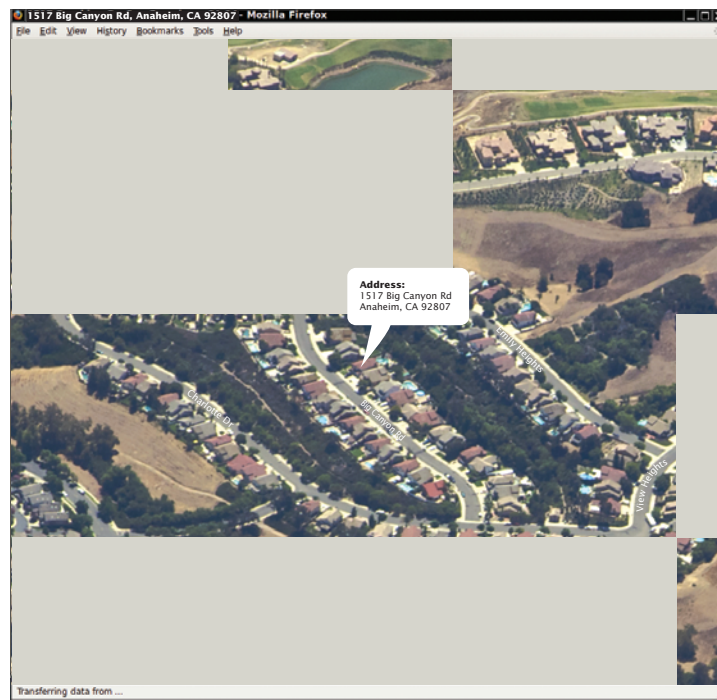 1517 Big Canyon Rd, Anaheim, CA 92807 - Mozilla Firefox
File Edit View History Bookmarks Tools Help
Address:
1517 Big Canyon Rd
Anaheim, CA 92807
Emily Heights
Charlotte Dr.
Big Canyon Rd
View Heights
Transferring data from ...